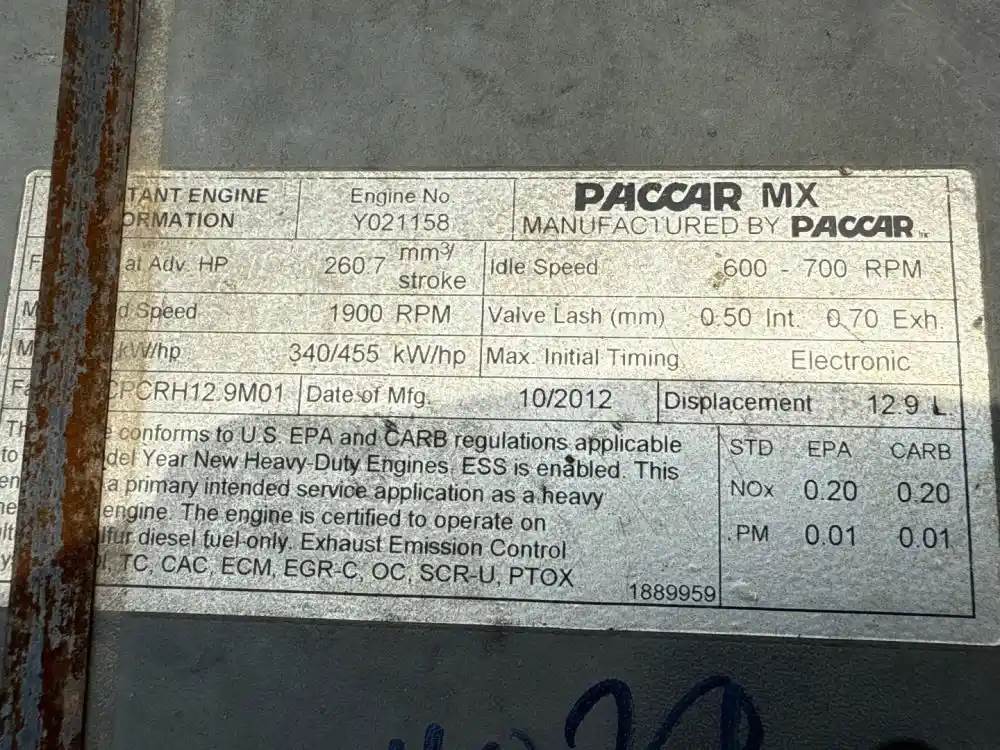 TANT ENGINE
ORMATION
Engine No
Y021158
PACCAR MX
MANUFACTURED BY PACCAR
F at Adv. HP 260.7 mm³/stroke
Idle Speed 600 - 700 RPM
M d Speed 1900 RPM
Valve Lash (mm) 0.50 Int. 0.70 Exh.
M kW/hp 340/455 kW/hp
Max. Initial Timing Electronic
Fa CPCRH12.9M01
Date of Mfg. 10/2012
Displacement 12.9 L
Th conforms to U.S. EPA and CARB regulations applicable
to del Year New Heavy-Duty Engines. ESS is enabled. This
en a primary intended service application as a heavy
engine. The engine is certified to operate on
lfur diesel fuel only. Exhaust Emission Control
I, TC, CAC, ECM, EGR-C, OC, SCR-U, PTOX
1889959
STD EPA CARB
NOx 0.20 0.20
PM 0.01 0.01